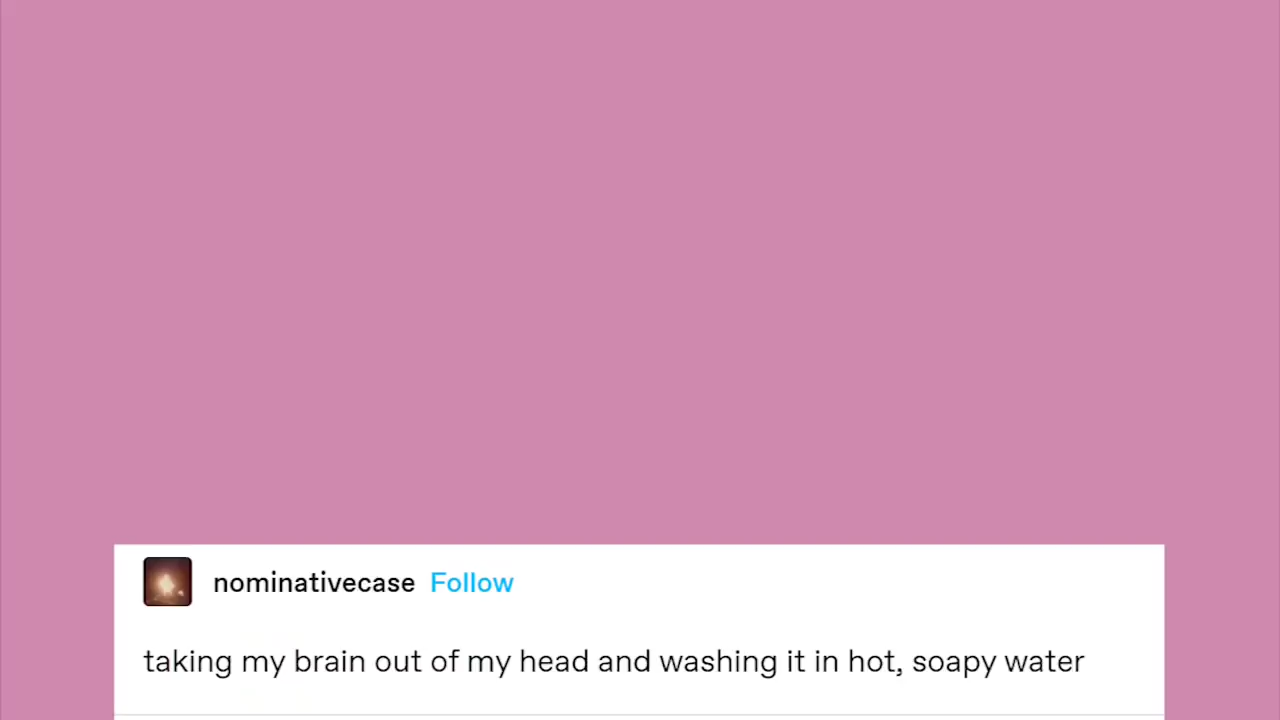 nominativecase Follow
taking my brain out of my head and washing it in hot, soapy water